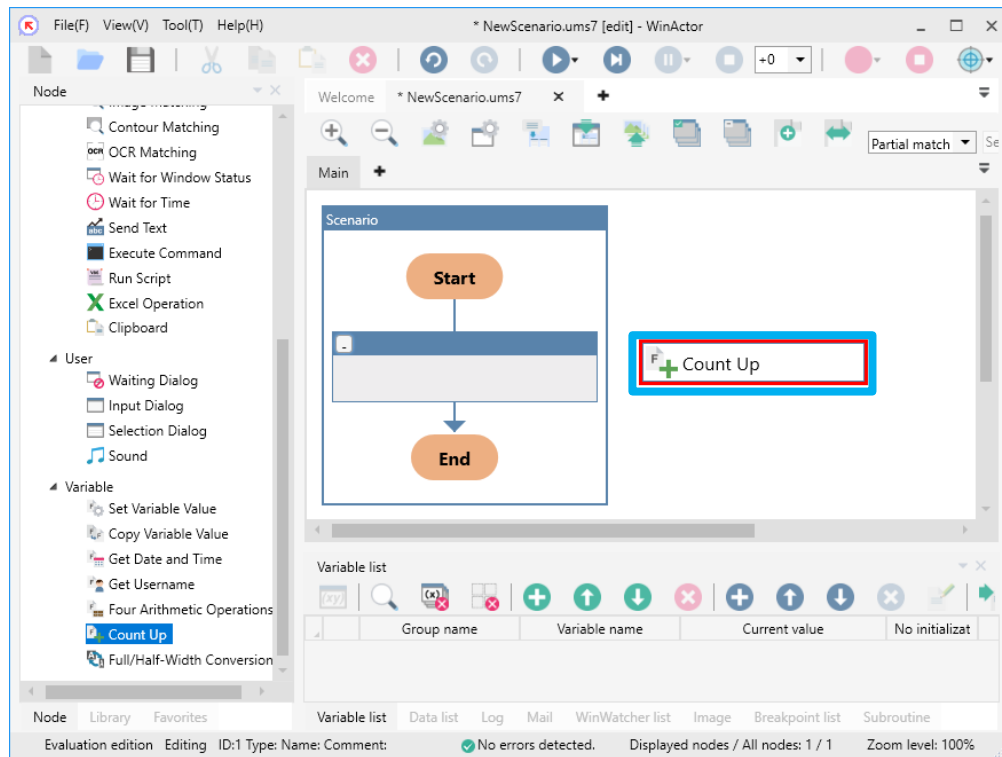 File(F) View(V) Tool(T) Help(H)
* NewScenario.ums7 [edit] - WinActor
+0
Node
Welcome
* NewScenario.ums7
Image Matching
Contour Matching
OCR OCR Matching
Wait for Window Status
Wait for Time
abc Send Text
Execute Command
Run Script
Excel Operation
Clipboard
User
Waiting Dialog
Input Dialog
Selection Dialog
Sound
Variable
Set Variable Value
Copy Variable Value
Get Date and Time
Get Username
Four Arithmetic Operations
Count Up
Full/Half-Width Conversion
Node Library Favorites
Partial match Se
Main
Scenario
Start
End
F Count Up
Variable list
(xy) (x)
Group name Variable name Current value No initializat
Variable list Data list Log Mail WinWatcher list Image Breakpoint list Subroutine
Evaluation edition Editing ID:1 Type: Name: Comment: No errors detected. Displayed nodes / All nodes: 1 / 1 Zoom level: 100%